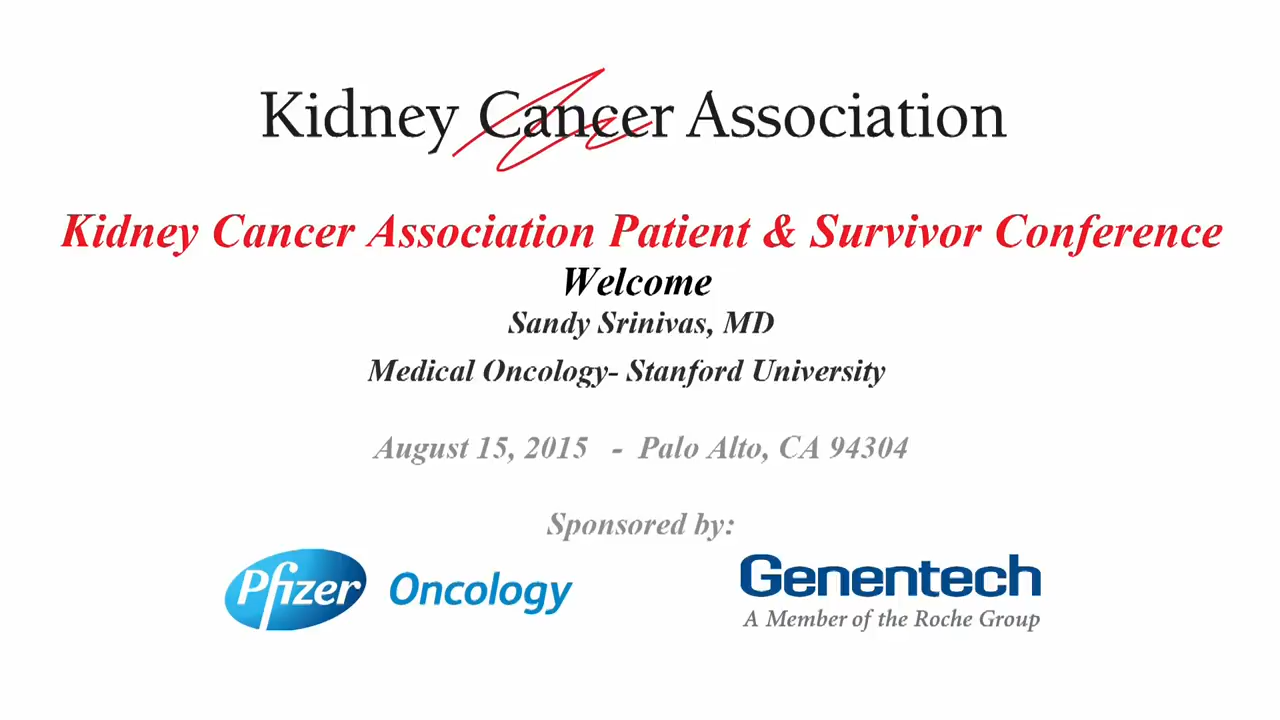 Kidney Cancer Association
Kidney Cancer Association Patient & Survivor Conference
Welcome
Sandy Srinivas, MD
Medical Oncology- Stanford University
August 15, 2015 - Palo Alto, CA 94304
Sponsored by:
Pfizer Oncology
Genentech
A Member of the Roche Group